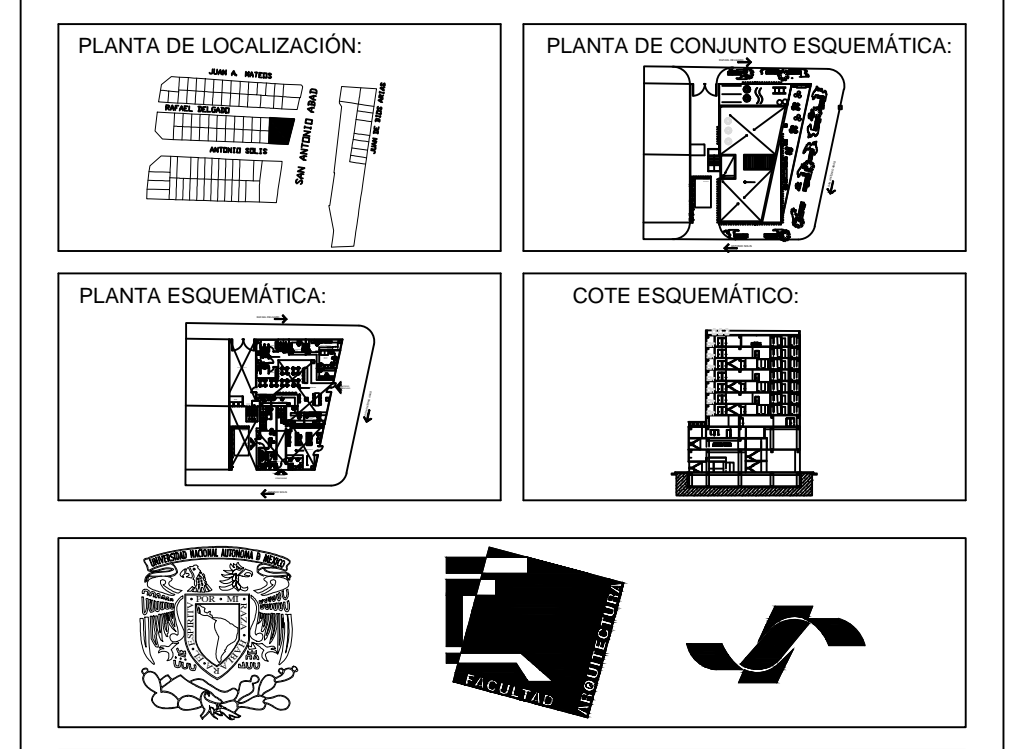 PLANTA DE LOCALIZACIÓN:
JUAN A. MATEOS
RAFAEL DELGADO
ANTONIO SOLIS
SAN ANTONIO ABAD
JUAN DE DIOS ARIAS
PLANTA DE CONJUNTO ESQUEMÁTICA:
PLANTA ESQUEMÁTICA:
COTE ESQUEMÁTICO:
UNIVERSIDAD NACIONAL AUTONOMA D MEXICO
POR • MI • RAZA • HABLARA • EL • ESPIRITU
FACULTAD
ARQUITECTURA